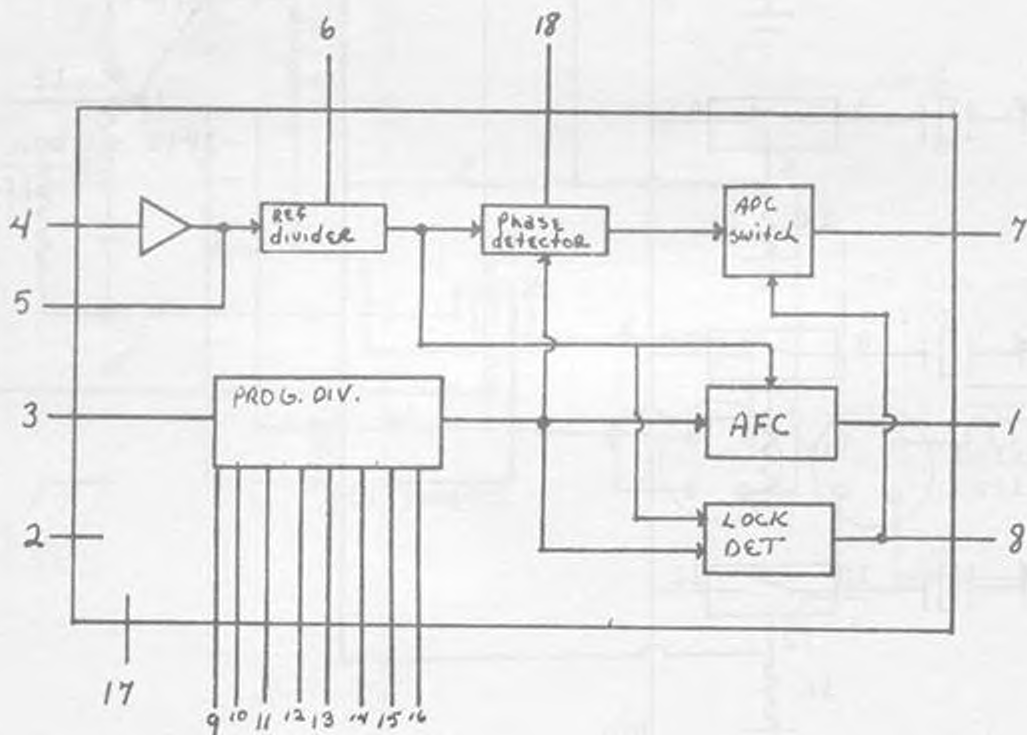 6
18
4
REF
divider
phase
detector
APC
switch
7
5
3
PROG. DIV.
AFC
1
2
LOCK
DET
8
17
9
10
11
12
13
14
15
16